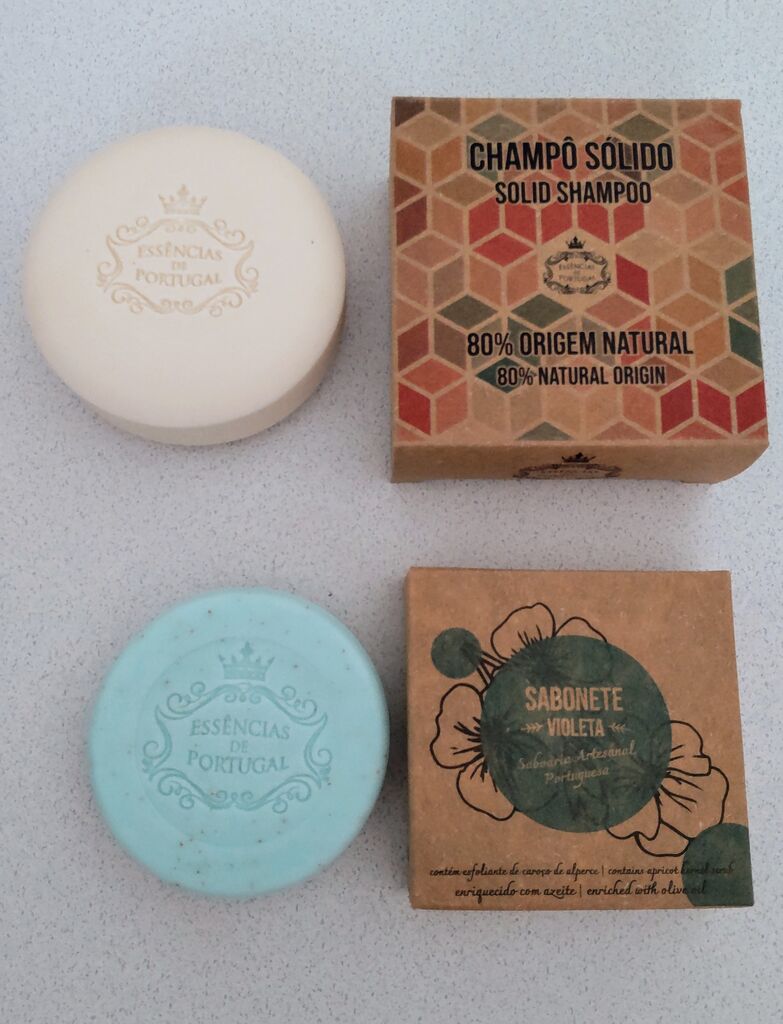 ESSÊNCIAS
DE
PORTUGAL
CHAMPÔ SÓLIDO
SOLID SHAMPOO
ESSÊNCIAS
DE
PORTUGAL
80% ORIGEM NATURAL
80% NATURAL ORIGIN
ESSÊNCIAS
DE
PORTUGAL
SABONETE
VIOLETA
Saboaria Artesanal
Portuguesa
contém esfoliante de caroço de alperce | contains apricot kernel scrub
enriquecido com azeite | enriched with olive oil